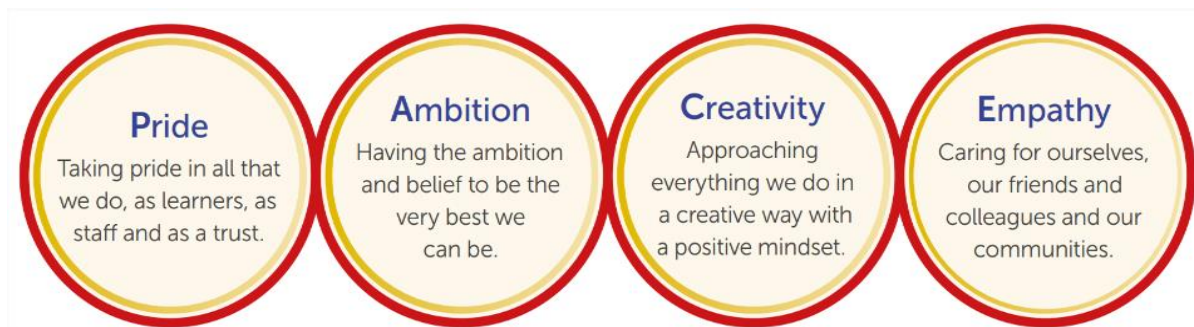 Pride
Taking pride in all that
we do, as learners, as
staff and as a trust.
Ambition
Having the ambition
and belief to be the
very best we
can be.
Creativity
Approaching
everything we do in
a creative way with
a positive mindset.
Empathy
Caring for ourselves,
our friends and
colleagues and our
communities.